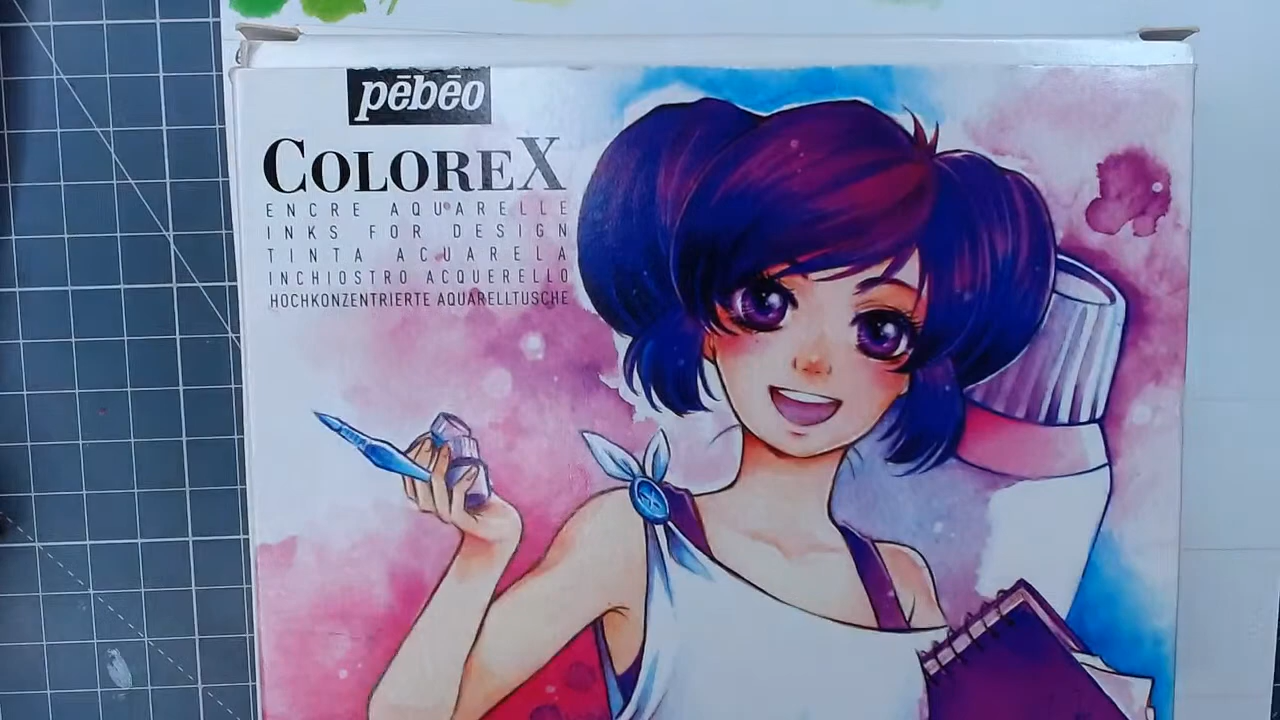 pēbēo
COLOREX
ENCRE AQUARELLE
INKS FOR DESIGN
TINTA ACUARELA
INCHIOSTRO ACQUERELLO
HOCHKONZENTRIERTE AQUARELLTUSCHE